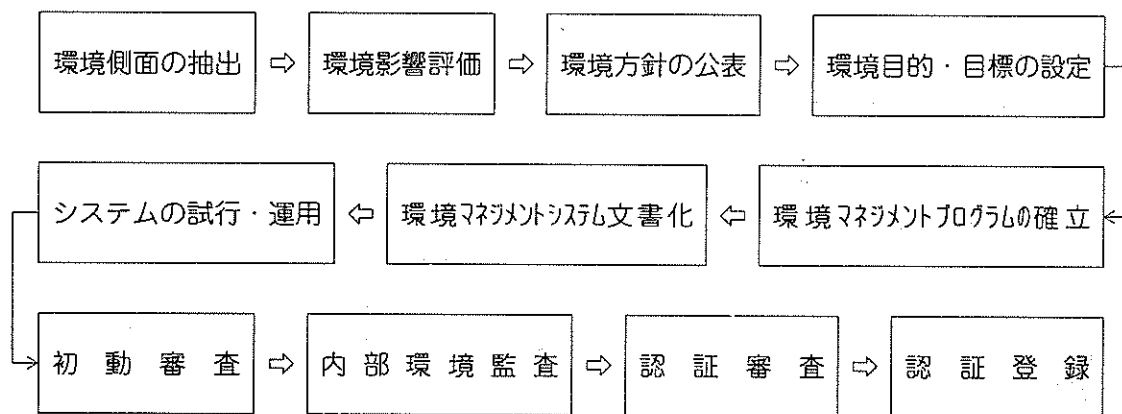 環境側面の抽出 ⇨ 環境影響評価 ⇨ 環境方針の公表 ⇨ 環境目的・目標の設定
システムの試行・運用 ⇦ 環境マネジメントシステム文書化 ⇦ 環境マネジメントプログラムの確立
初動審査 ⇨ 内部環境監査 ⇨ 認証審査 ⇨ 認証登録